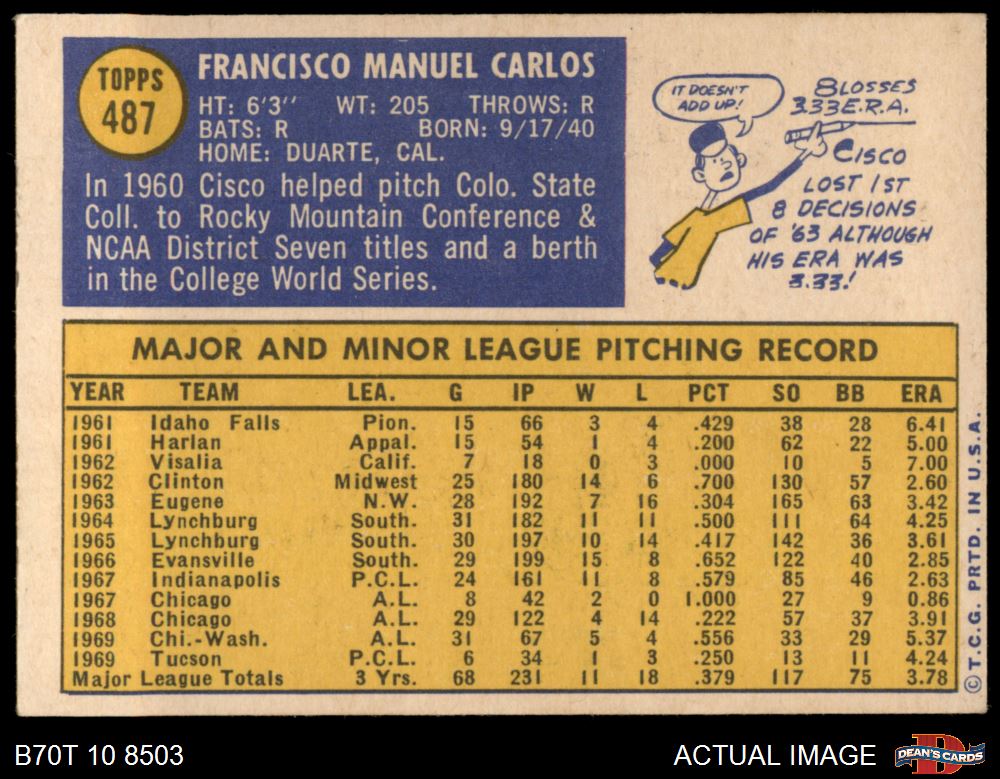 TOPPS
487
FRANCISCO MANUEL CARLOS
HT: 6'3'' WT: 205 THROWS: R
BATS: R BORN: 9/17/40
HOME: DUARTE, CAL.
In 1960 Cisco helped pitch Colo. State
Coll. to Rocky Mountain Conference &
NCAA District Seven titles and a berth
in the College World Series.
IT DOESN'T
ADD UP!
8 LOSSES
3.33 E.R.A.
CISCO
LOST 1ST
8 DECISIONS
OF '63 ALTHOUGH
HIS ERA WAS
3.33!
MAJOR AND MINOR LEAGUE PITCHING RECORD
YEAR TEAM LEA. G IP W L PCT SO BB ERA
1961 Idaho Falls Pion. 15 66 3 4 .429 38 28 6.41
1961 Harlan Appal. 15 54 1 4 .200 62 22 5.00
1962 Visalia Calif. 7 18 0 3 .000 10 5 7.00
1962 Clinton Midwest 25 180 14 6 .700 130 57 2.60
1963 Eugene N.W. 28 192 7 16 .304 165 63 3.42
1964 Lynchburg South. 31 182 11 11 .500 111 64 4.25
1965 Lynchburg South. 30 197 10 14 .417 142 36 3.61
1966 Evansville South. 29 199 15 8 .652 122 40 2.85
1967 Indianapolis P.C.L. 24 161 11 8 .579 85 46 2.63
1967 Chicago A.L. 8 42 2 0 1.000 27 9 0.86
1968 Chicago A.L. 29 122 4 14 .222 57 37 3.91
1969 Chi.-Wash. A.L. 31 67 5 4 .556 33 29 5.37
1969 Tucson P.C.L. 6 34 1 3 .250 13 11 4.24
Major League Totals 3 Yrs. 68 231 11 18 .379 117 75 3.78
© T.C.G. PRTD. IN U.S.A.
B70T 10 8503
ACTUAL IMAGE
D
DEAN'S CARDS